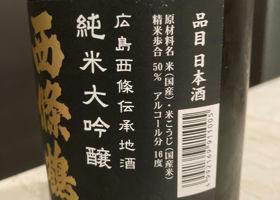 品目 日本酒
原材料名 米(国産)・米こうじ(国産米)
精米歩合 50% アルコール分 16度
広島西條伝承地酒
純米大吟醸
西條鶴